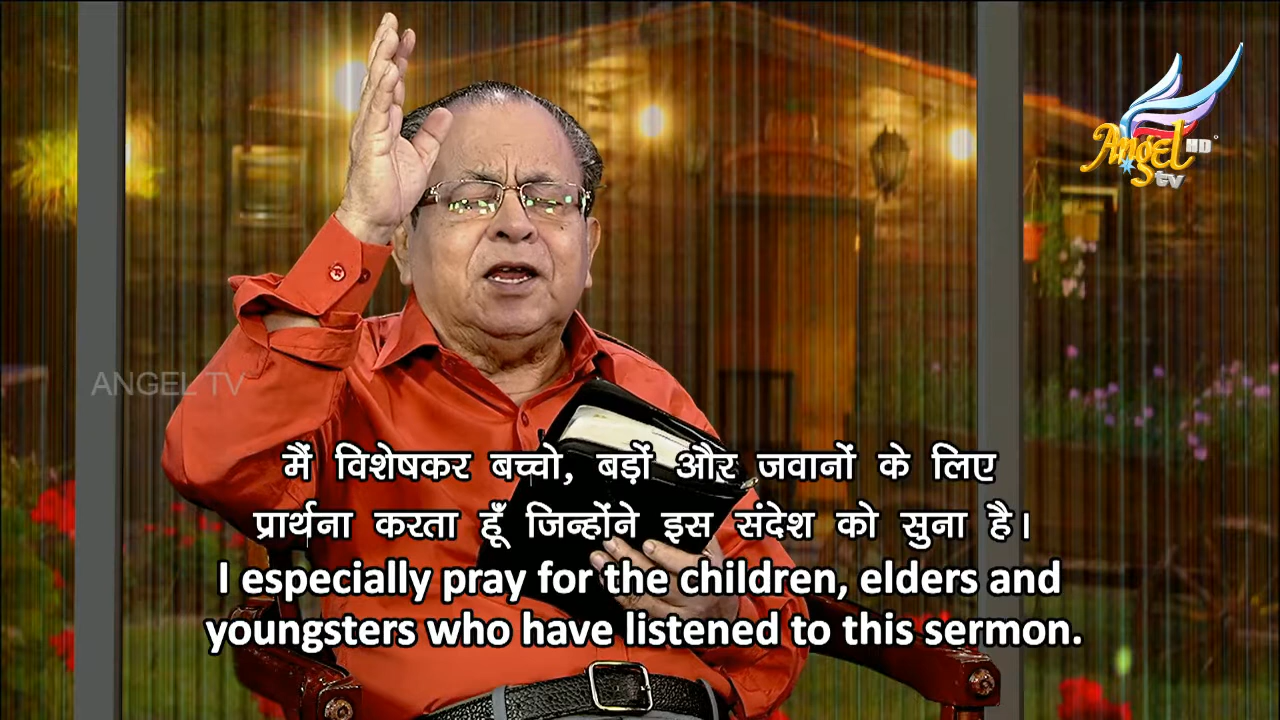 Angel HD
tv
ANGEL TV
मैं विशेषकर बच्चो, बड़ों और जवानों के लिए
प्रार्थना करता हूँ जिन्होंने इस संदेश को सुना है।
I especially pray for the children, elders and
youngsters who have listened to this sermon.